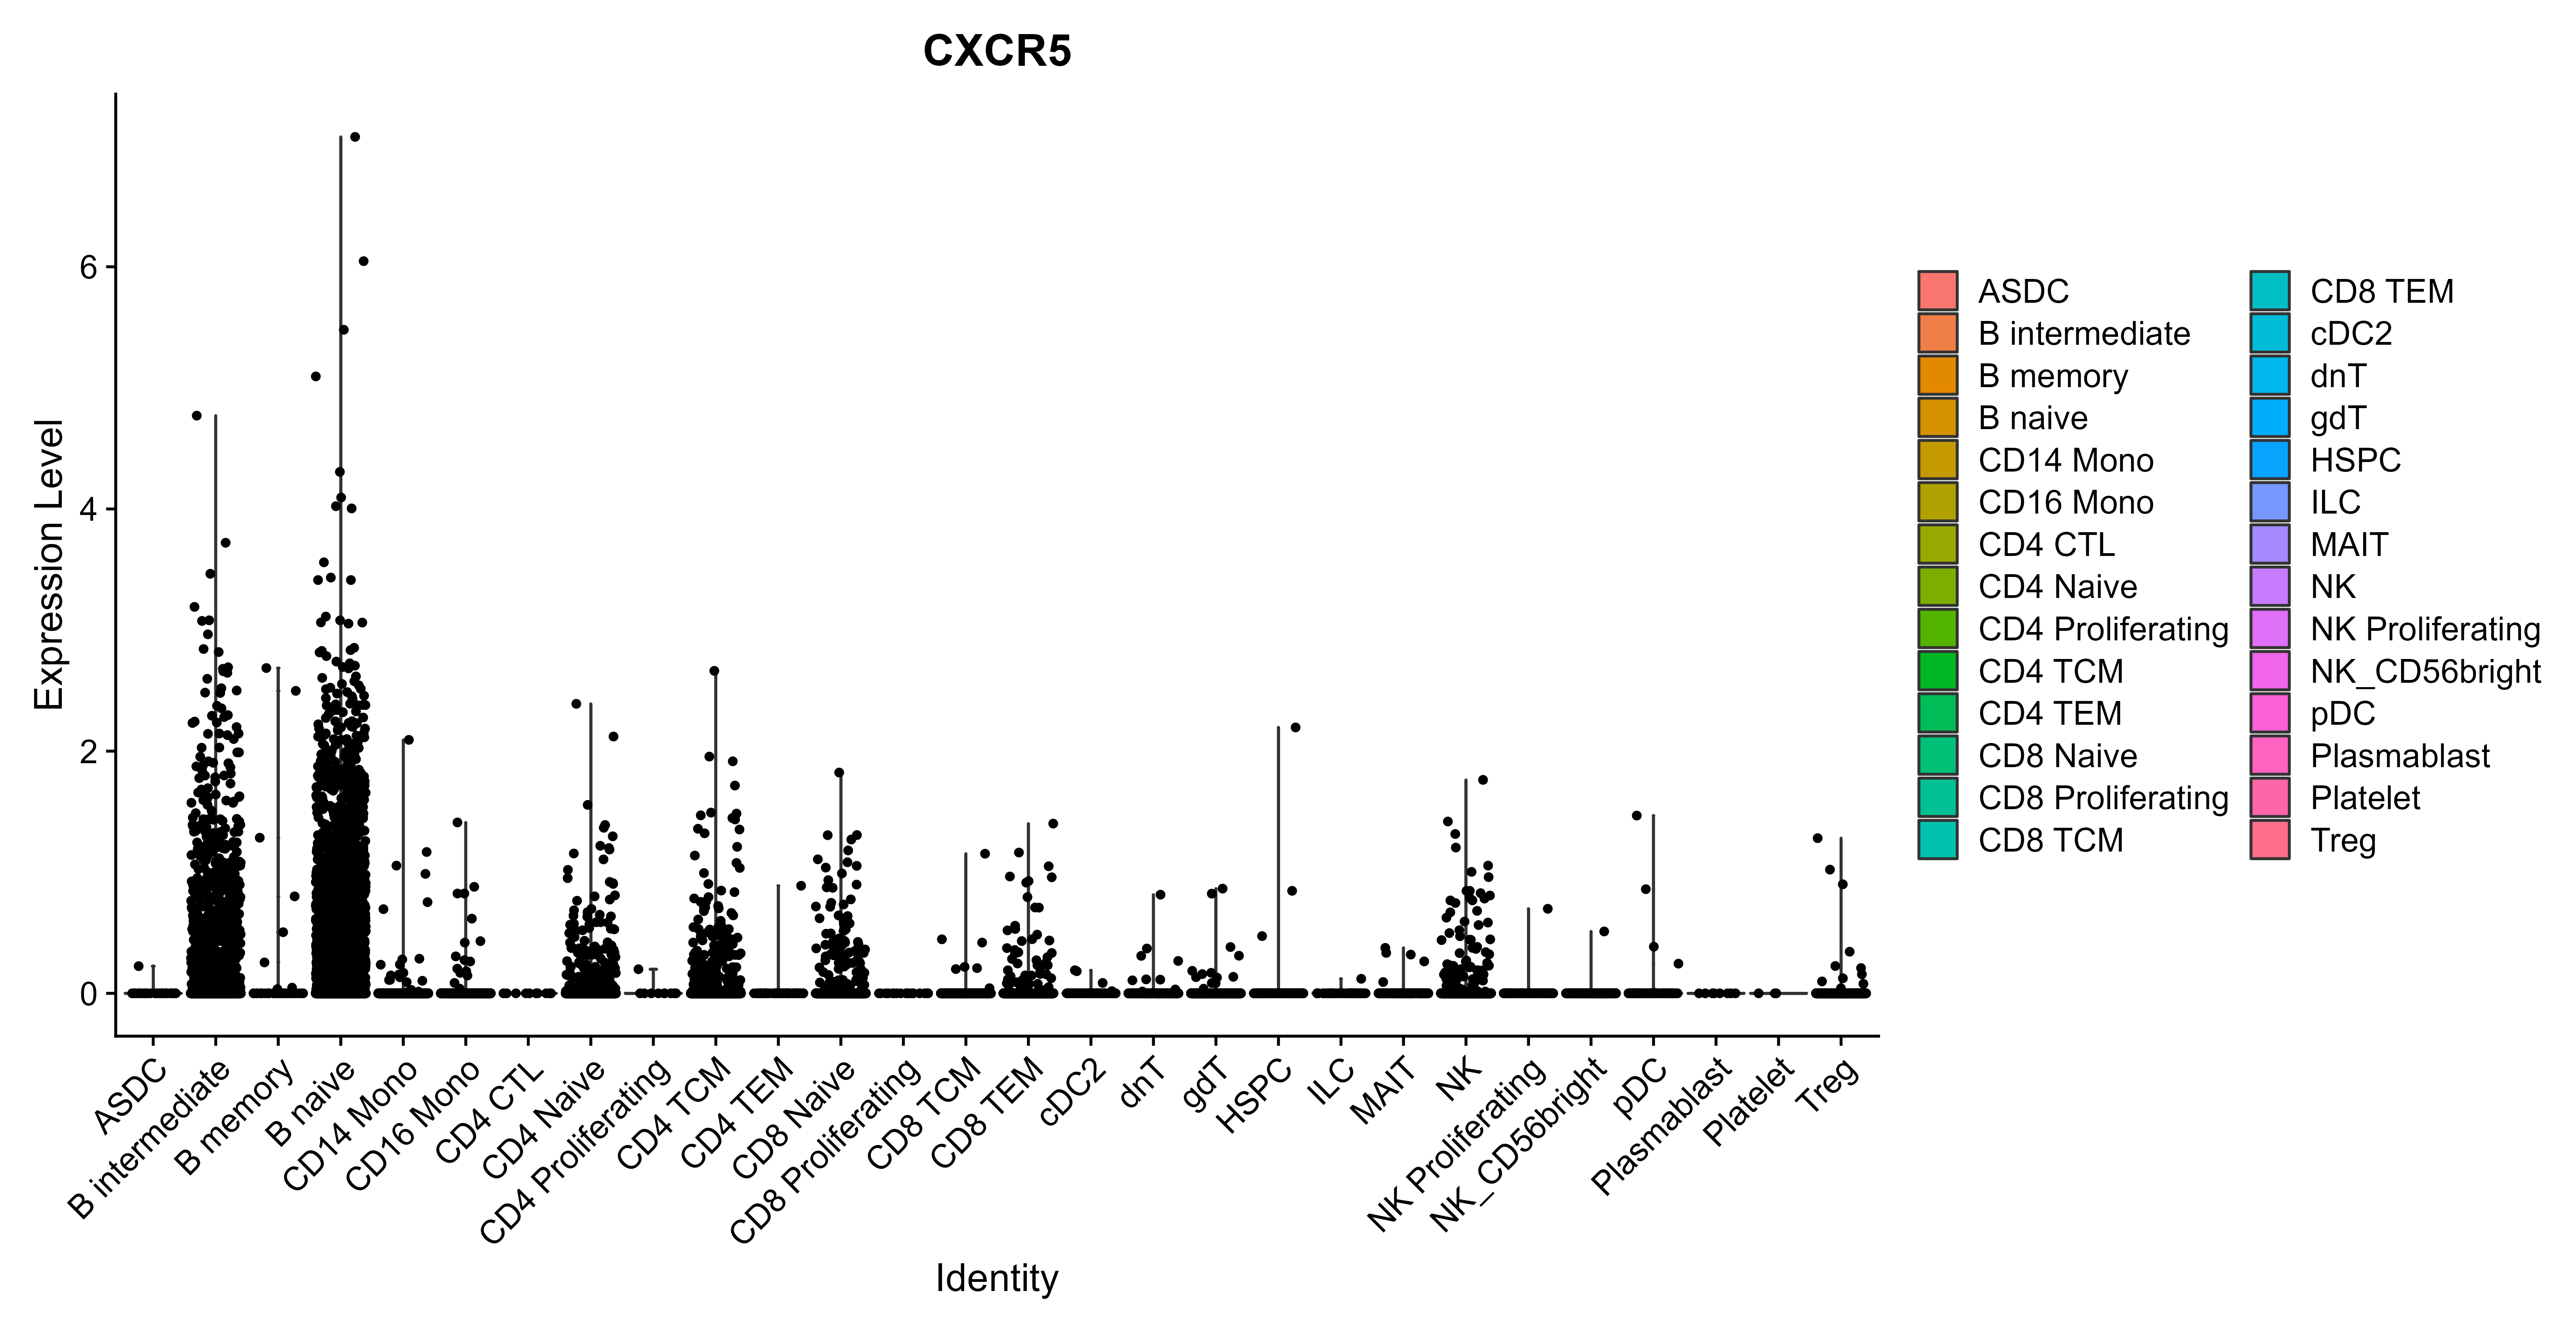 CXCR5
Expression Level
6
4
2
0
ASDC
B intermediate
B memory
B naive
CD14 Mono
CD16 Mono
CD4 CTL
CD4 Naive
CD4 Proliferating
CD4 TCM
CD4 TEM
CD8 Naive
CD8 Proliferating
CD8 TCM
CD8 TEM
cDC2
dnT
gdT
HSPC
ILC
MAIT
NK
NK Proliferating
NK_CD56bright
pDC
Plasmablast
Platelet
Treg
Identity
ASDC
B intermediate
B memory
B naive
CD14 Mono
CD16 Mono
CD4 CTL
CD4 Naive
CD4 Proliferating
CD4 TCM
CD4 TEM
CD8 Naive
CD8 Proliferating
CD8 TCM
CD8 TEM
cDC2
dnT
gdT
HSPC
ILC
MAIT
NK
NK Proliferating
NK_CD56bright
pDC
Plasmablast
Platelet
Treg